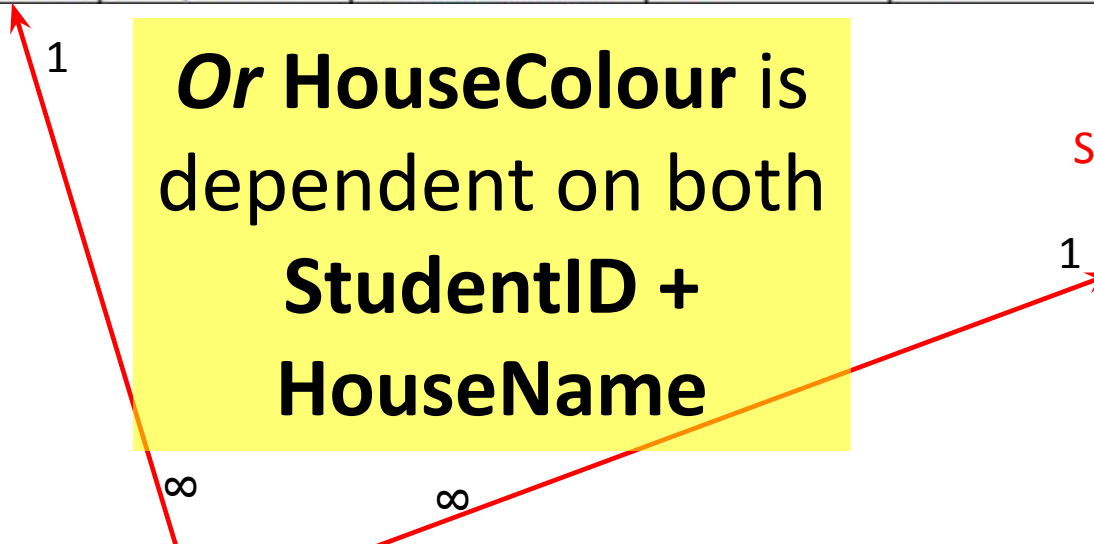 1
Or HouseColour is
dependent on both
StudentID +
HouseName
S
1
∞
∞